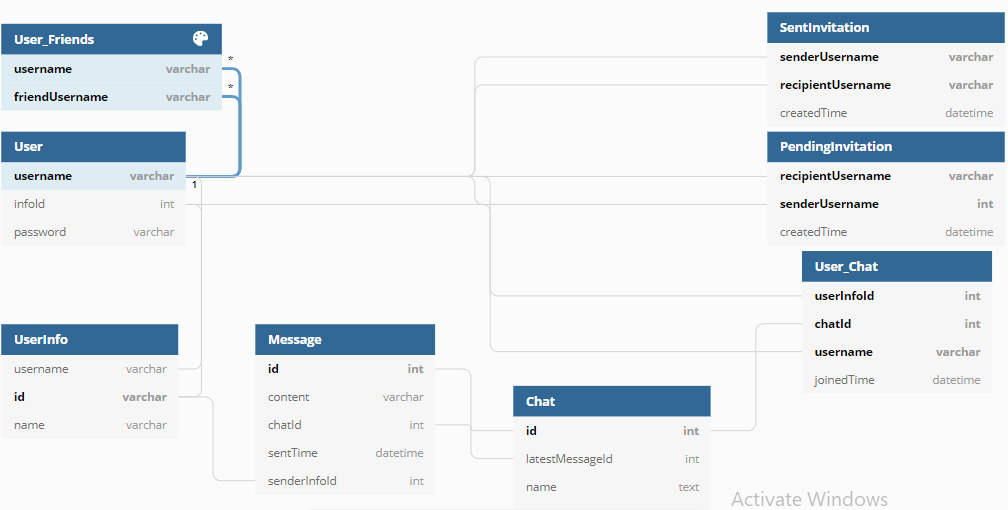 User_Friends
username varchar *
friendUsername varchar *
User
username varchar 1
infoId int
password varchar
UserInfo
username varchar
id varchar
name varchar
Message
id int
content varchar
chatId int
sentTime datetime
senderInfoId int
Chat
id int
latestMessageId int
name text
SentInvitation
senderUsername varchar
recipientUsername varchar
createdTime datetime
PendingInvitation
recipientUsername varchar
senderUsername int
createdTime datetime
User_Chat
userInfoId int
chatId int
username varchar
joinedTime datetime
Activate Windows